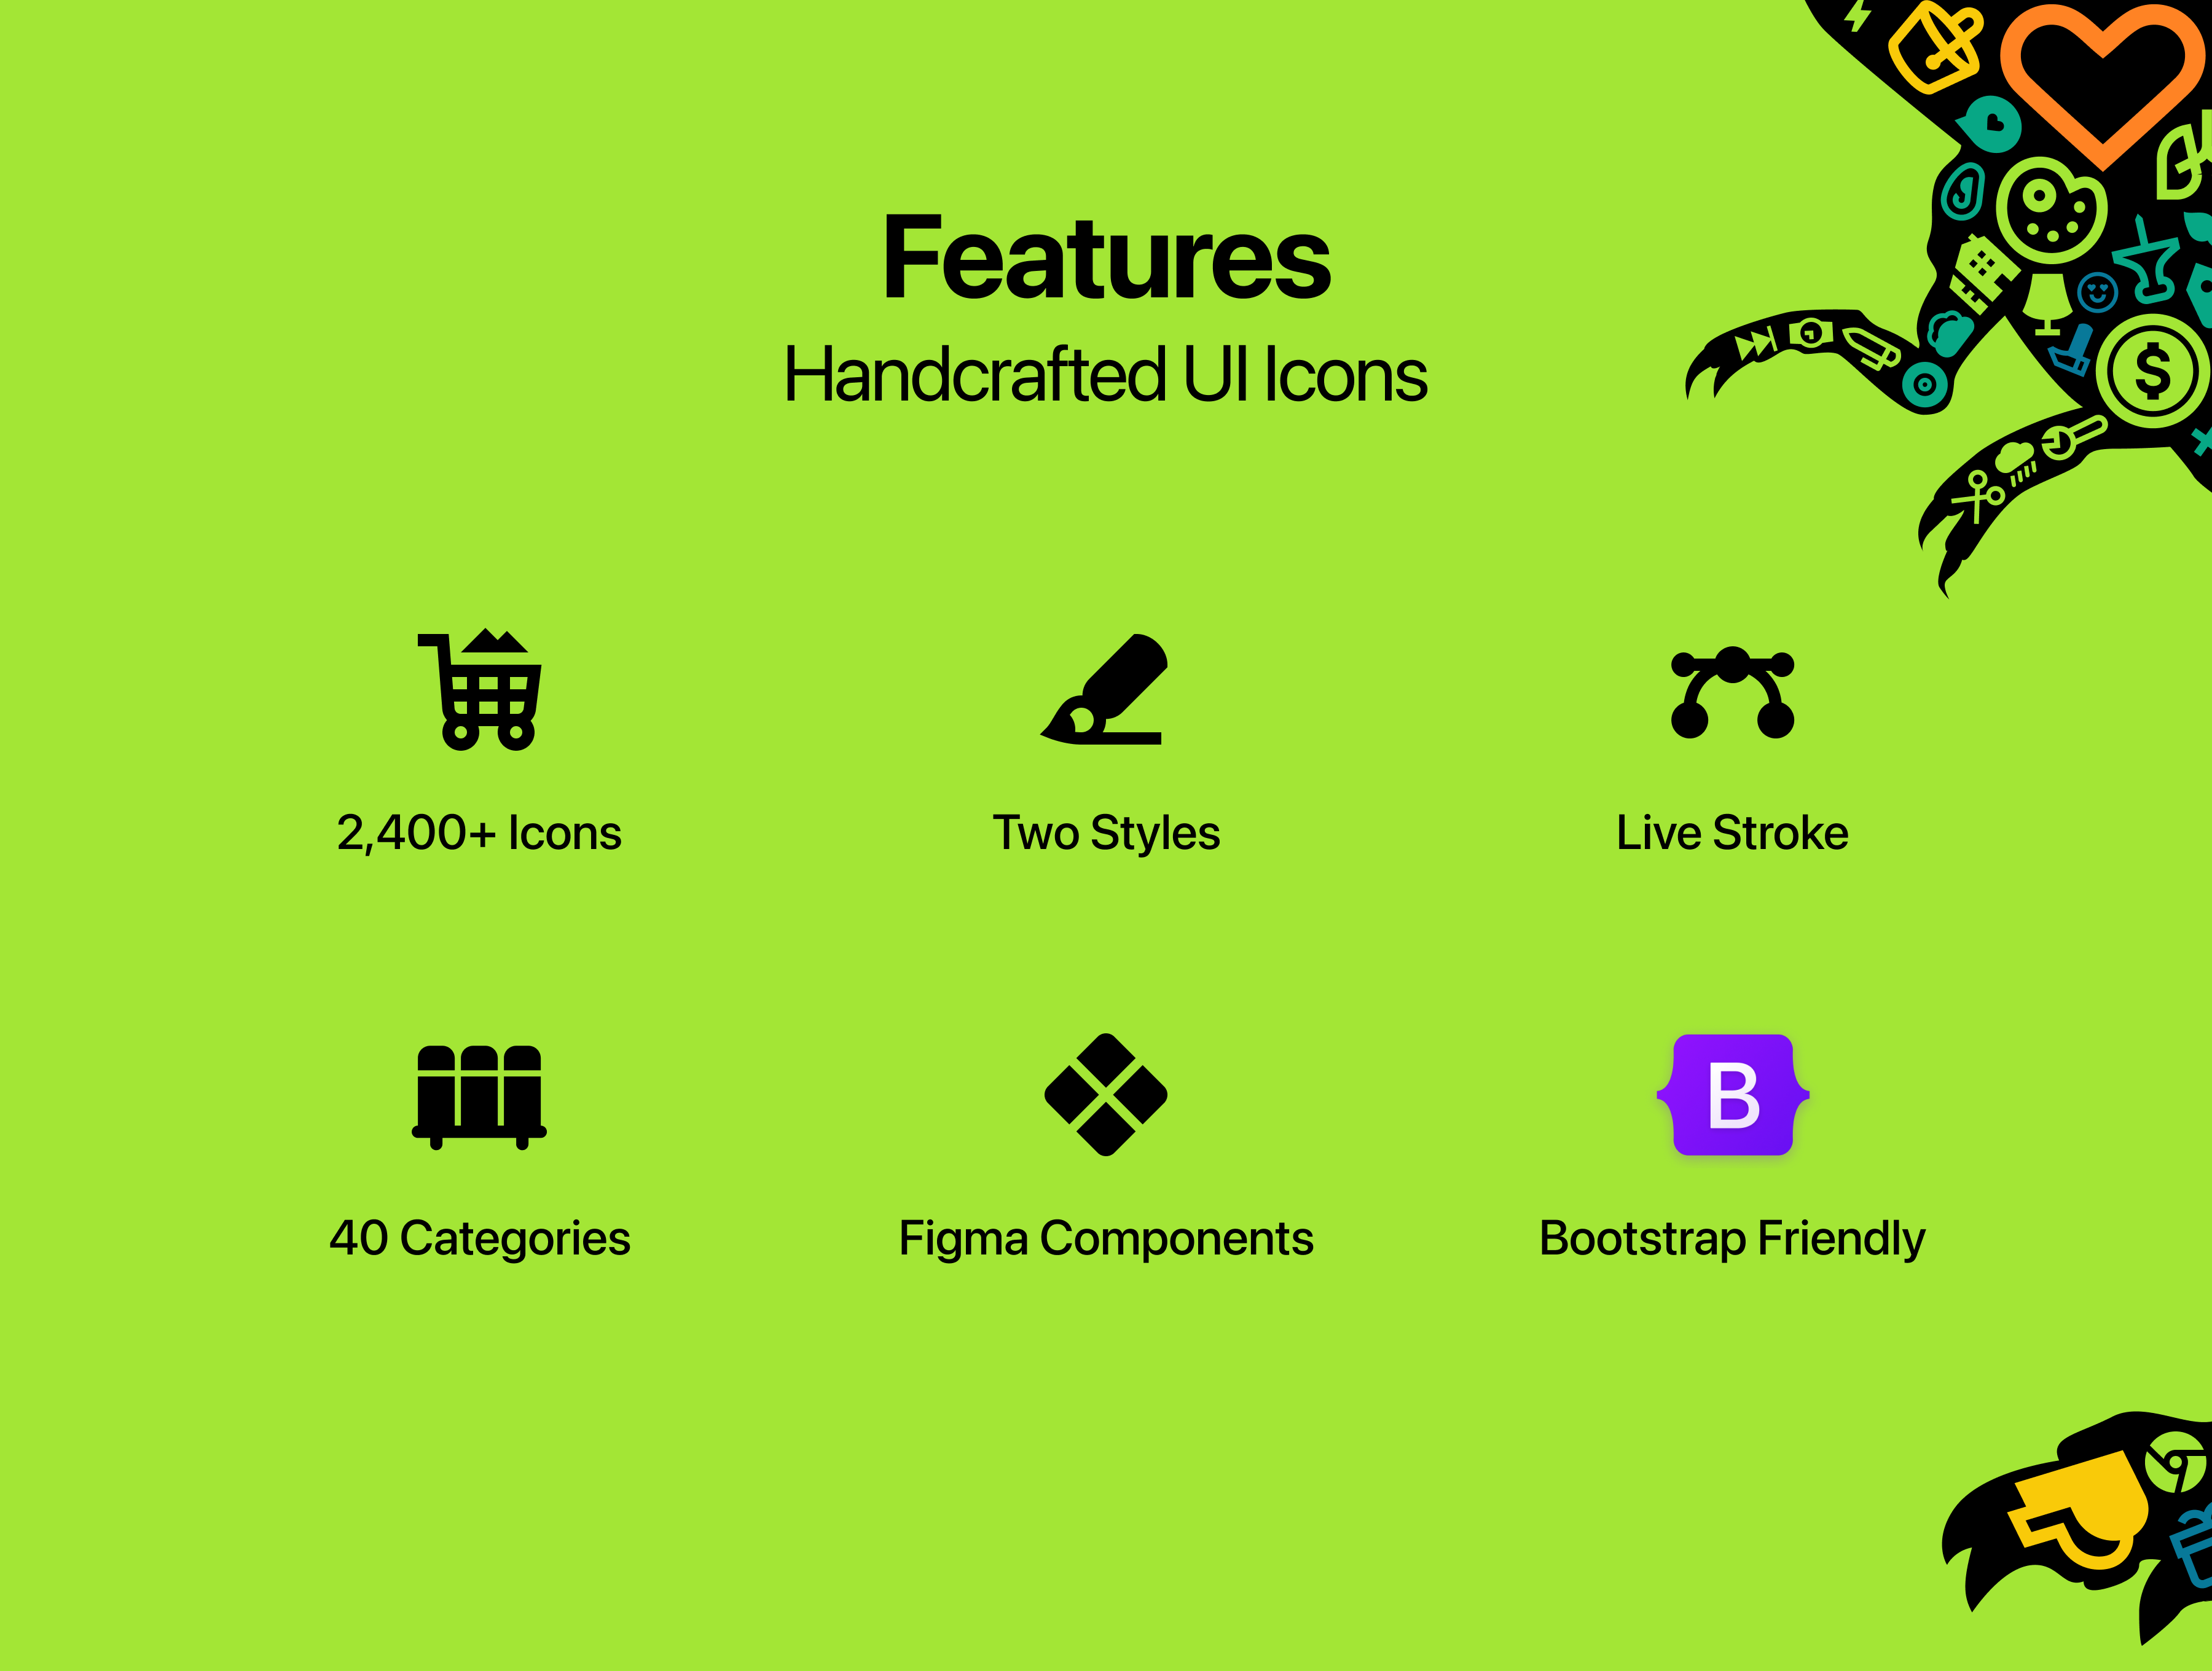 Features
Handcrafted UI Icons
2,400+ Icons
Two Styles
Live Stroke
40 Categories
Figma Components
B
Bootstrap Friendly
$